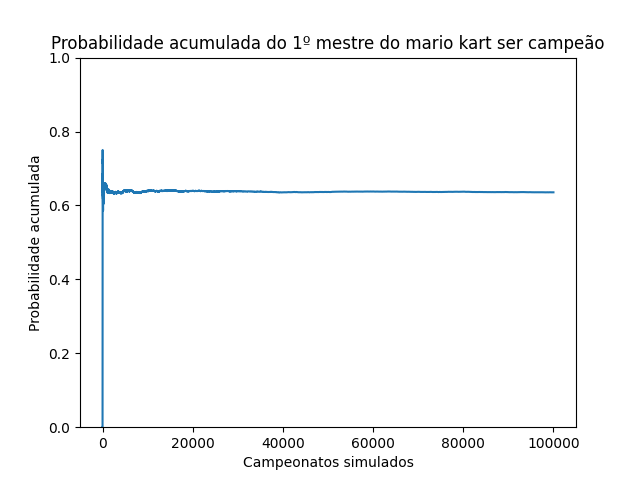 Probabilidade acumulada do 1º mestre do mario kart ser campeão
1.0
0.8
0.6
0.4
0.2
0.0
Probabilidade acumulada
0 20000 40000 60000 80000 100000
Campeonatos simulados